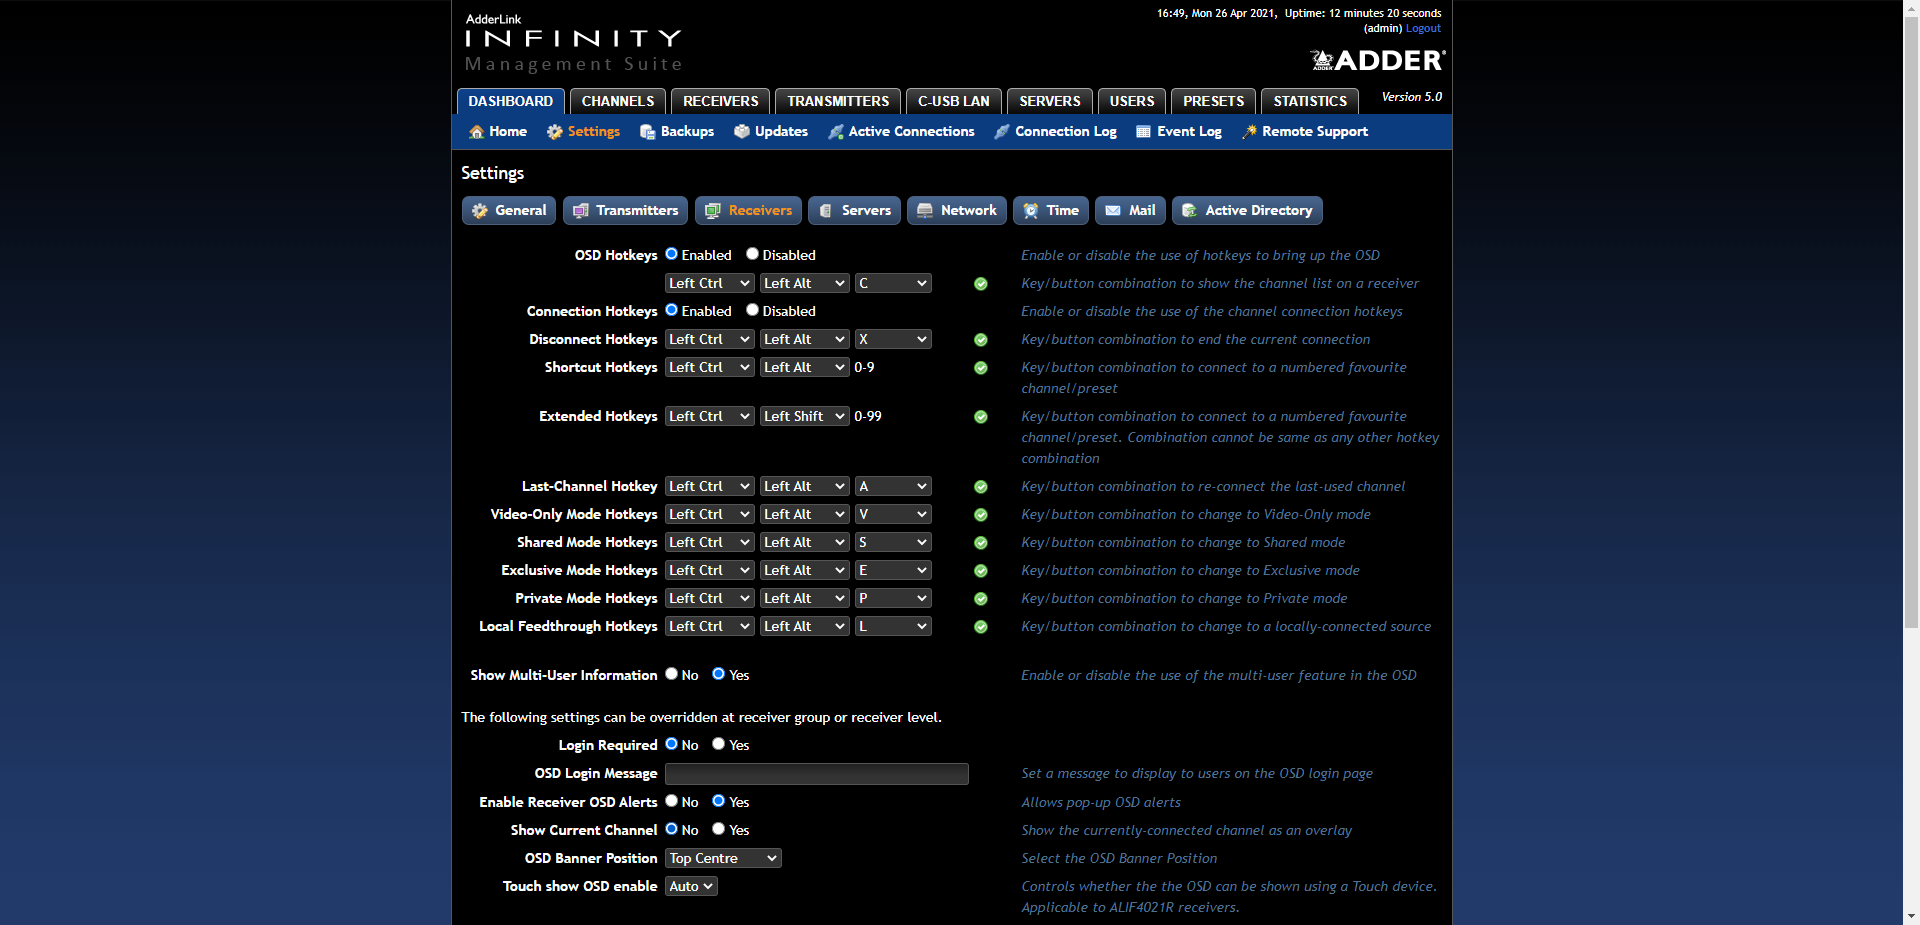 AdderLink
INFINITY
Management Suite
16:49, Mon 26 Apr 2021, Uptime: 12 minutes 20 seconds
(admin) Logout
ADDER
ADDER®
DASHBOARD CHANNELS RECEIVERS TRANSMITTERS C-USB LAN SERVERS USERS PRESETS STATISTICS Version 5.0
Home Settings Backups Updates Active Connections Connection Log Event Log Remote Support
Settings
General Transmitters Receivers Servers Network Time Mail Active Directory
OSD Hotkeys Enabled Disabled Enable or disable the use of hotkeys to bring up the OSD
Left Ctrl Left Alt C Key/button combination to show the channel list on a receiver
Connection Hotkeys Enabled Disabled Enable or disable the use of the channel connection hotkeys
Disconnect Hotkeys Left Ctrl Left Alt X Key/button combination to end the current connection
Shortcut Hotkeys Left Ctrl Left Alt 0-9 Key/button combination to connect to a numbered favourite
channel/preset
Extended Hotkeys Left Ctrl Left Shift 0-99 Key/button combination to connect to a numbered favourite
channel/preset. Combination cannot be same as any other hotkey
combination
Last-Channel Hotkey Left Ctrl Left Alt A Key/button combination to re-connect the last-used channel
Video-Only Mode Hotkeys Left Ctrl Left Alt V Key/button combination to change to Video-Only mode
Shared Mode Hotkeys Left Ctrl Left Alt S Key/button combination to change to Shared mode
Exclusive Mode Hotkeys Left Ctrl Left Alt E Key/button combination to change to Exclusive mode
Private Mode Hotkeys Left Ctrl Left Alt P Key/button combination to change to Private mode
Local Feedthrough Hotkeys Left Ctrl Left Alt L Key/button combination to change to a locally-connected source
Show Multi-User Information No Yes Enable or disable the use of the multi-user feature in the OSD
The following settings can be overridden at receiver group or receiver level.
Login Required No Yes
OSD Login Message Set a message to display to users on the OSD login page
Enable Receiver OSD Alerts No Yes Allows pop-up OSD alerts
Show Current Channel No Yes Show the currently-connected channel as an overlay
OSD Banner Position Top Centre Select the OSD Banner Position
Touch show OSD enable Auto Controls whether the the OSD can be shown using a Touch device.
Applicable to ALIF4021R receivers.